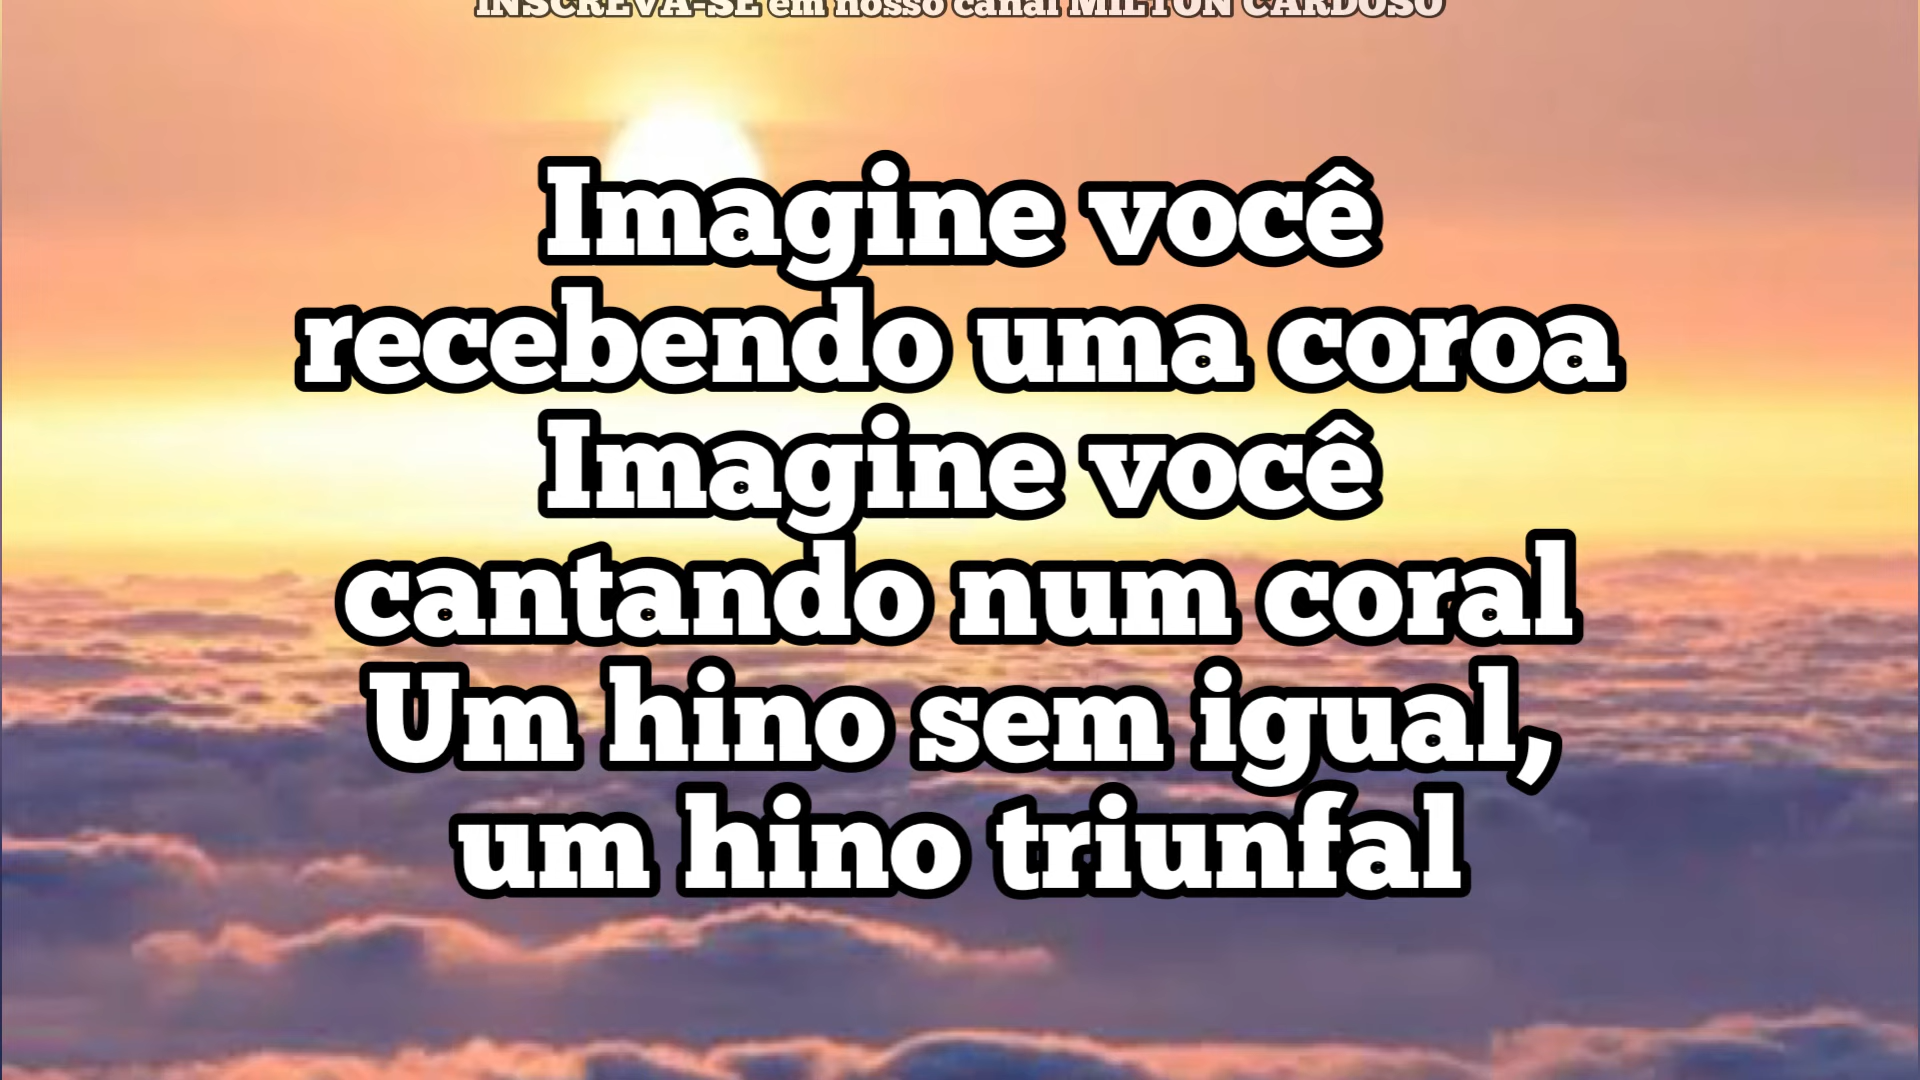 INSCREVA-SE em nosso canal MILTON CARDOSO
Imagine você
recebendo uma coroa
Imagine você
cantando num coral
Um hino sem igual,
um hino triunfal